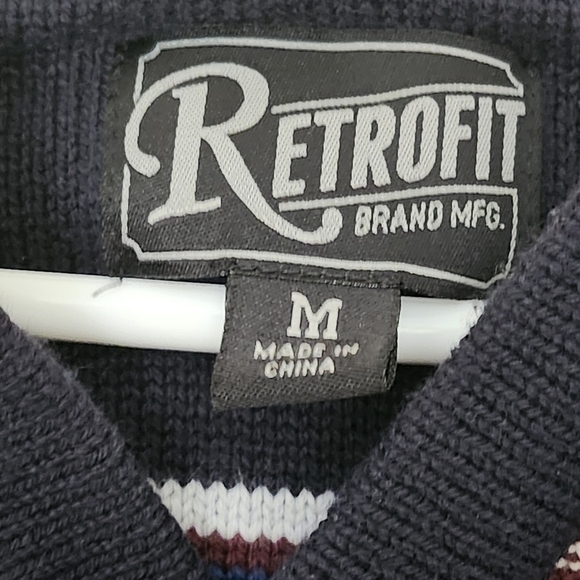 RETROFIT
BRAND MFG.
M
MADE IN
CHINA